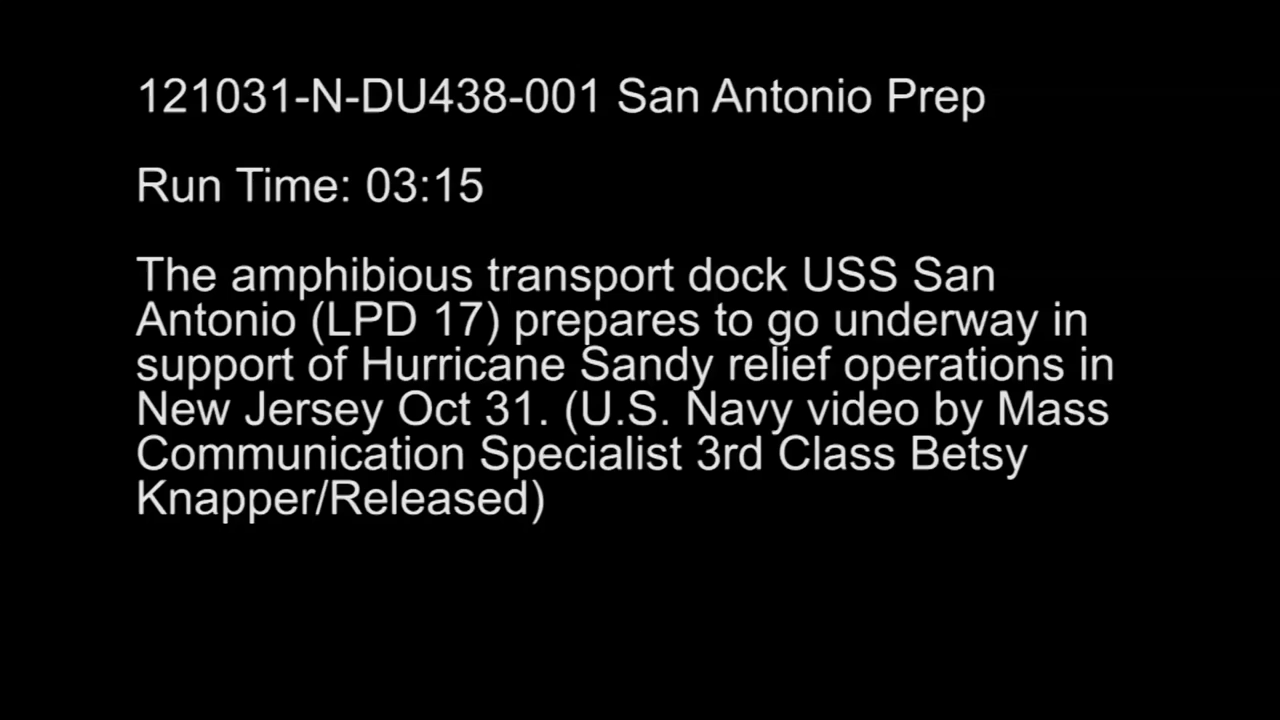 121031-N-DU438-001 San Antonio Prep
Run Time: 03:15
The amphibious transport dock USS San
Antonio (LPD 17) prepares to go underway in
support of Hurricane Sandy relief operations in
New Jersey Oct 31. (U.S. Navy video by Mass
Communication Specialist 3rd Class Betsy
Knapper/Released)